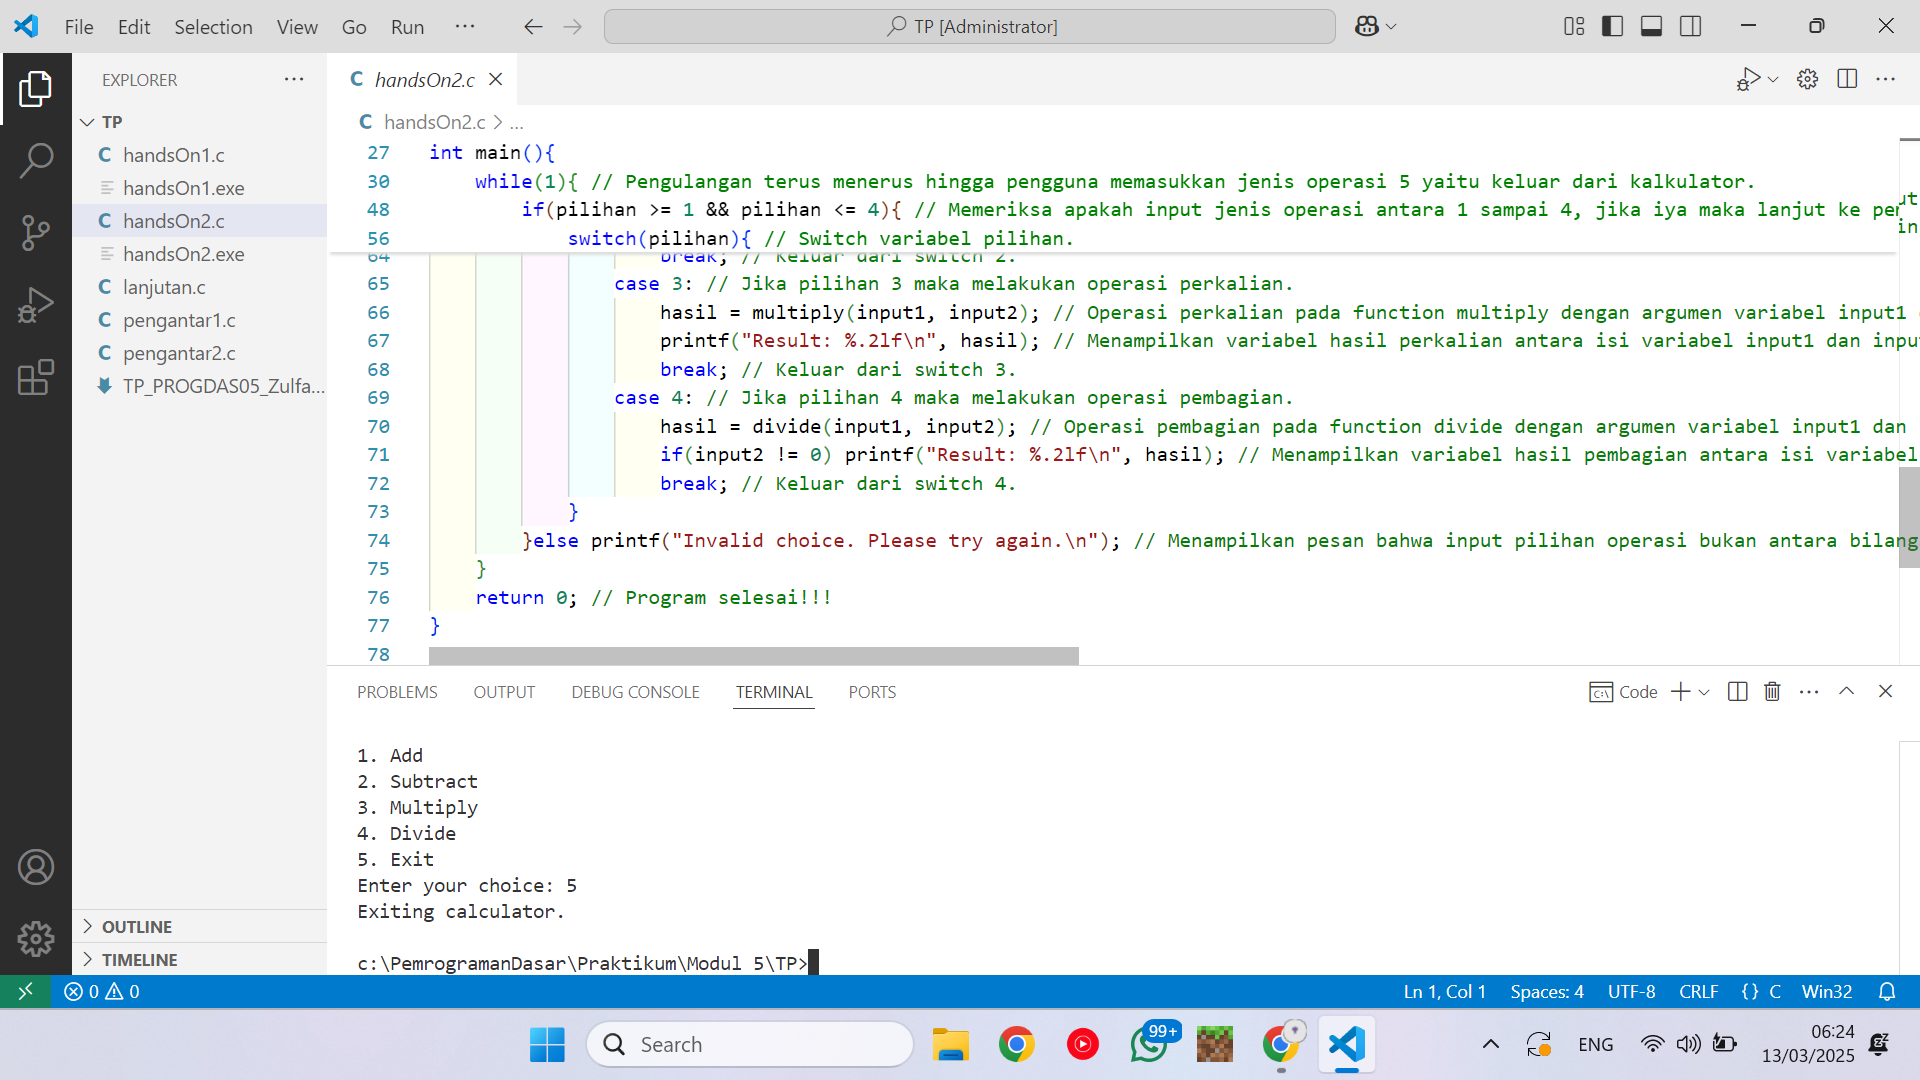 File Edit Selection View Go Run ··· TP [Administrator]
EXPLORER ···
TP
handsOn1.c
handsOn1.exe
handsOn2.c
handsOn2.exe
lanjutan.c
pengantar1.c
pengantar2.c
TP_PROGDAS05_Zulfa...
OUTLINE
TIMELINE
C handsOn2.c
C handsOn2.c > ...
27 int main(){
30 while(1){ // Pengulangan terus menerus hingga pengguna memasukkan jenis operasi 5 yaitu keluar dari kalkulator.
48 if(pilihan >= 1 && pilihan <= 4){ // Memeriksa apakah input jenis operasi antara 1 sampai 4, jika iya maka lanjut ke per
56 switch(pilihan){ // Switch variabel pilihan.
64 break; // Keluar dari switch 2.
65 case 3: // Jika pilihan 3 maka melakukan operasi perkalian.
66 hasil = multiply(input1, input2); // Operasi perkalian pada function multiply dengan argumen variabel input1
67 printf("Result: %.2lf\n", hasil); // Menampilkan variabel hasil perkalian antara isi variabel input1 dan inpu
68 break; // Keluar dari switch 3.
69 case 4: // Jika pilihan 4 maka melakukan operasi pembagian.
70 hasil = divide(input1, input2); // Operasi pembagian pada function divide dengan argumen variabel input1 dan
71 if(input2 != 0) printf("Result: %.2lf\n", hasil); // Menampilkan variabel hasil pembagian antara isi variabel
72 break; // Keluar dari switch 4.
73 }
74 }else printf("Invalid choice. Please try again.\n"); // Menampilkan pesan bahwa input pilihan operasi bukan antara bilang
75 }
76 return 0; // Program selesai!!!
77 }
78
PROBLEMS OUTPUT DEBUG CONSOLE TERMINAL PORTS Code
1. Add
2. Subtract
3. Multiply
4. Divide
5. Exit
Enter your choice: 5
Exiting calculator.
c:\PemrogramanDasar\Praktikum\Modul 5\TP>
0 0 Ln 1, Col 1 Spaces: 4 UTF-8 CRLF {} C Win32
Search 99+ ENG 06:24
13/03/2025